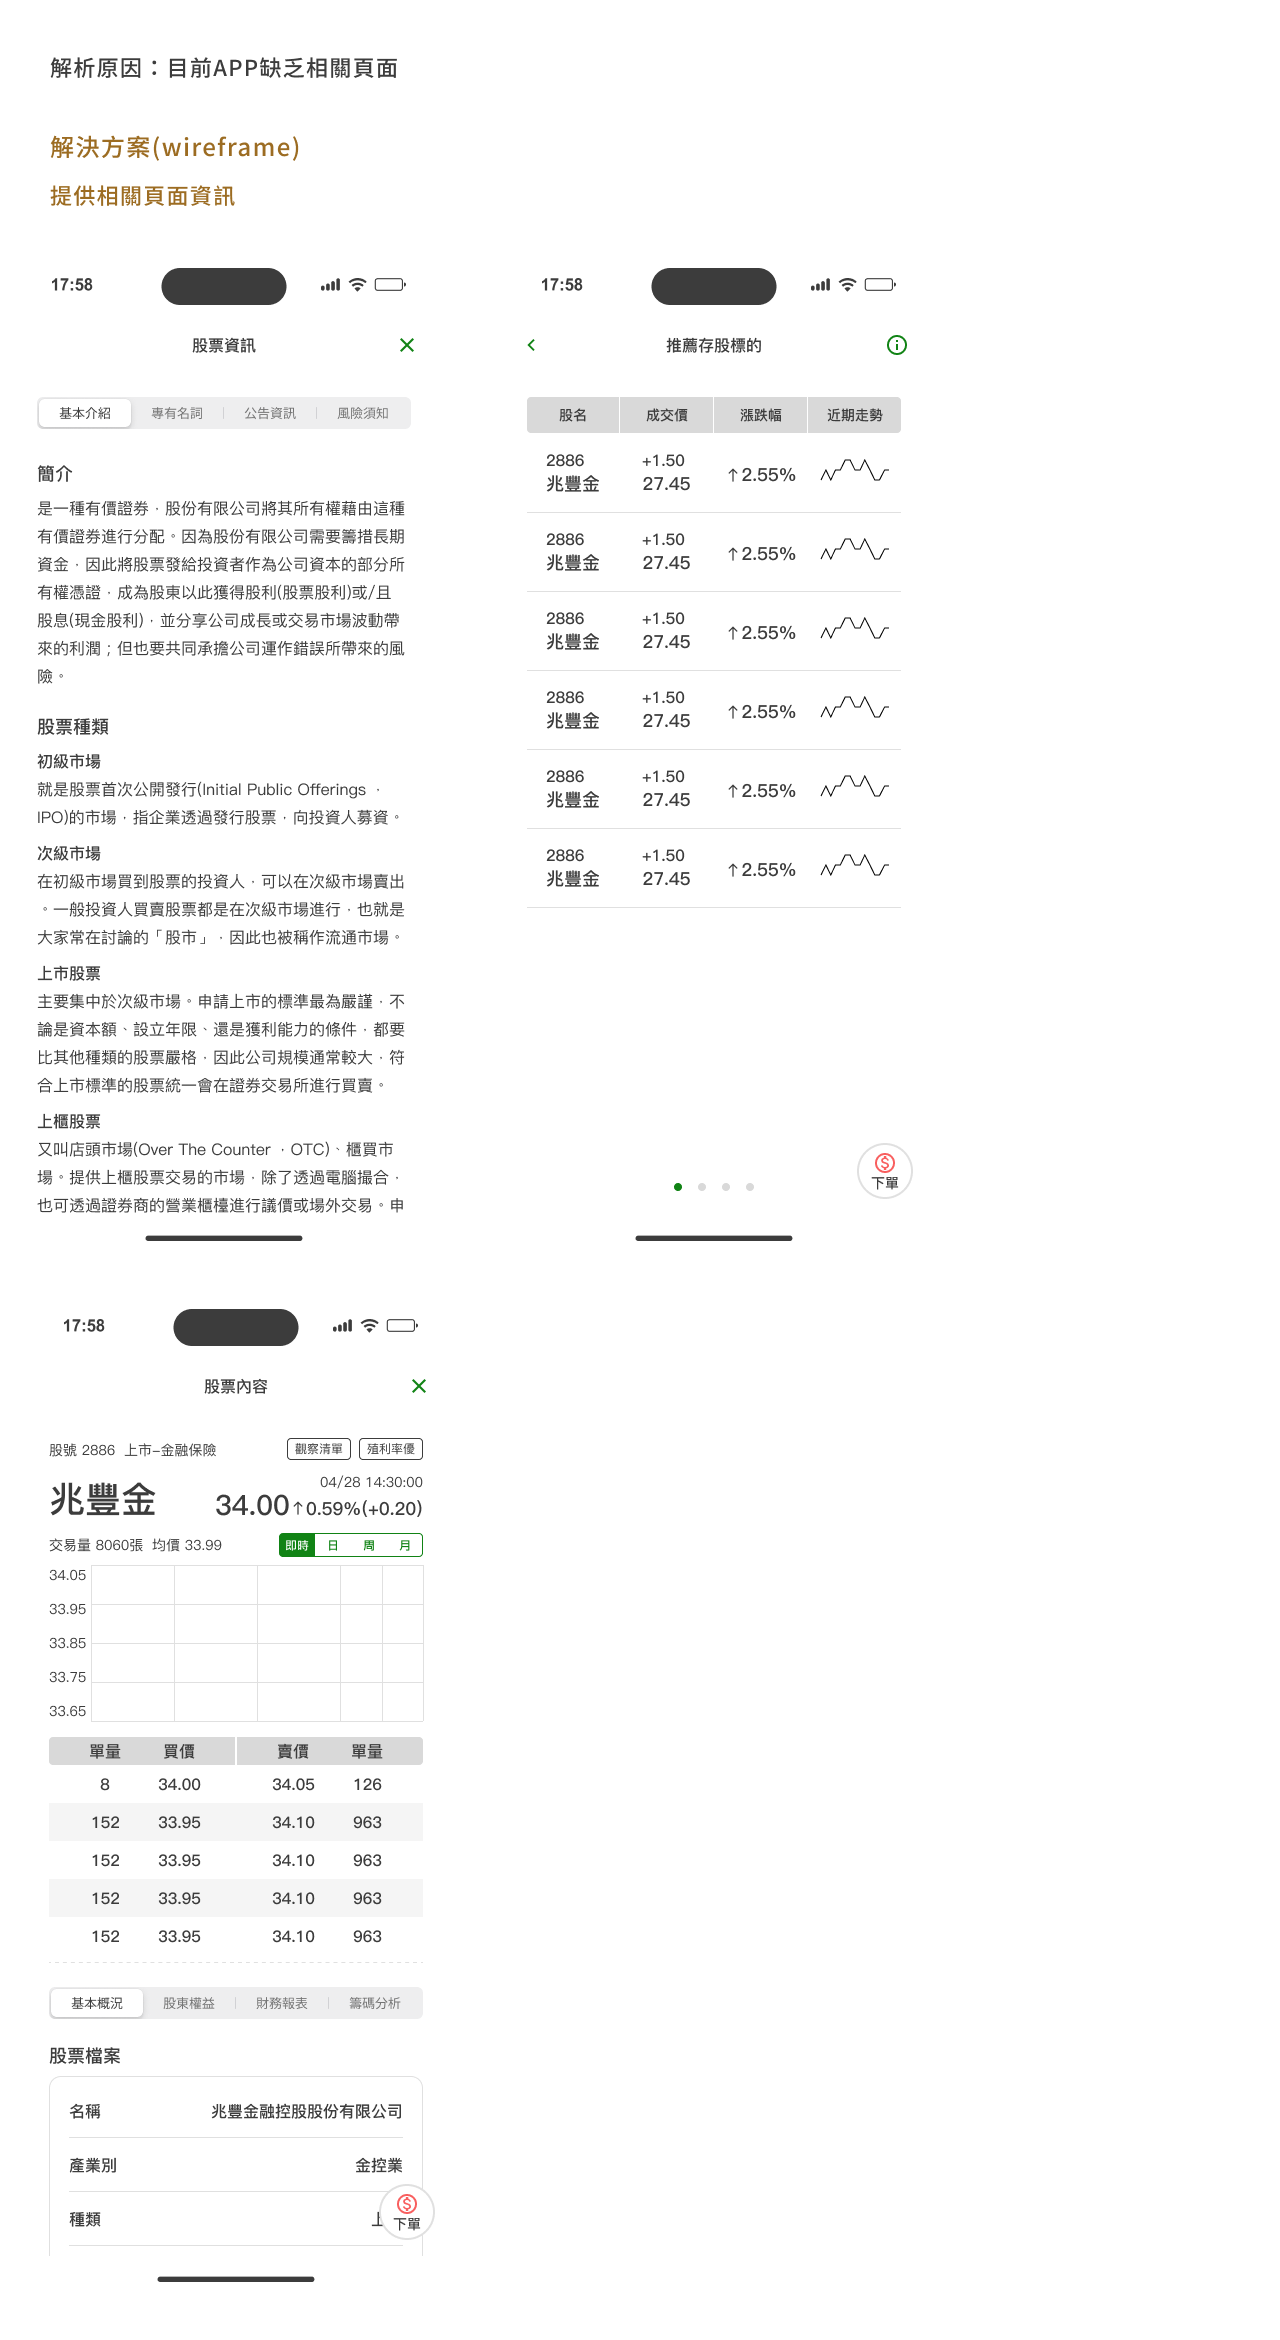 解析原因：目前APP缺乏相關頁面
解決方案(wireframe)
提供相關頁面資訊
17:58
股票資訊
基本介紹 專有名詞 公告資訊 風險須知
簡介
是一種有價證券，股份有限公司將其所有權藉由這種
有價證券進行分配。因為股份有限公司需要籌措長期
資金，因此將股票發給投資者作為公司資本的部分所
有權憑證，成為股東以此獲得股利(股票股利)或/且
股息(現金股利)，並分享公司成長或交易市場波動帶
來的利潤；但也要共同承擔公司運作錯誤所帶來的風
險。
股票種類
初級市場
就是股票首次公開發行(Initial Public Offerings ，
IPO)的市場，指企業透過發行股票，向投資人募資。
次級市場
在初級市場買到股票的投資人，可以在次級市場賣出
。一般投資人買賣股票都是在次級市場進行，也就是
大家常在討論的「股市」，因此也被稱作流通市場。
上市股票
主要集中於次級市場。申請上市的標準最為嚴謹，不
論是資本額、設立年限、還是獲利能力的條件，都要
比其他種類的股票嚴格，因此公司規模通常較大，符
合上市標準的股票統一會在證券交易所進行買賣。
上櫃股票
又叫店頭市場(Over The Counter ，OTC)、櫃買市
場。提供上櫃股票交易的市場，除了透過電腦撮合，
也可透過證券商的營業櫃檯進行議價或場外交易。申
17:58
推薦存股標的
股名 成交價 漲跌幅 近期走勢
2886 +1.50
兆豐金 27.45 ↑2.55%
2886 +1.50
兆豐金 27.45 ↑2.55%
2886 +1.50
兆豐金 27.45 ↑2.55%
2886 +1.50
兆豐金 27.45 ↑2.55%
2886 +1.50
兆豐金 27.45 ↑2.55%
2886 +1.50
兆豐金 27.45 ↑2.55%
下單
17:58
股票內容
股號 2886 上市–金融保險 觀察清單 殖利率優
04/28 14:30:00
兆豐金 34.00↑0.59%(+0.20)
交易量 8060張 均價 33.99 即時 日 周 月
34.05
33.95
33.85
33.75
33.65
單量 買價 賣價 單量
8 34.00 34.05 126
152 33.95 34.10 963
152 33.95 34.10 963
152 33.95 34.10 963
152 33.95 34.10 963
基本概況 股東權益 財務報表 籌碼分析
股票檔案
名稱 兆豐金融控股股份有限公司
產業別 金控業
種類 上
下單